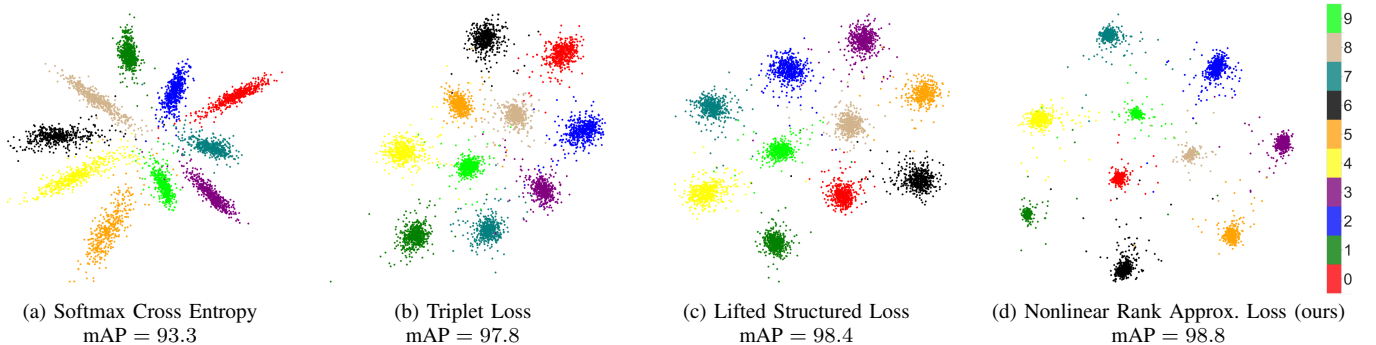 9
8
7
6
5
4
3
2
1
0
(a) Softmax Cross Entropy
mAP = 93.3
(b) Triplet Loss
mAP = 97.8
(c) Lifted Structured Loss
mAP = 98.4
(d) Nonlinear Rank Approx. Loss (ours)
mAP = 98.8